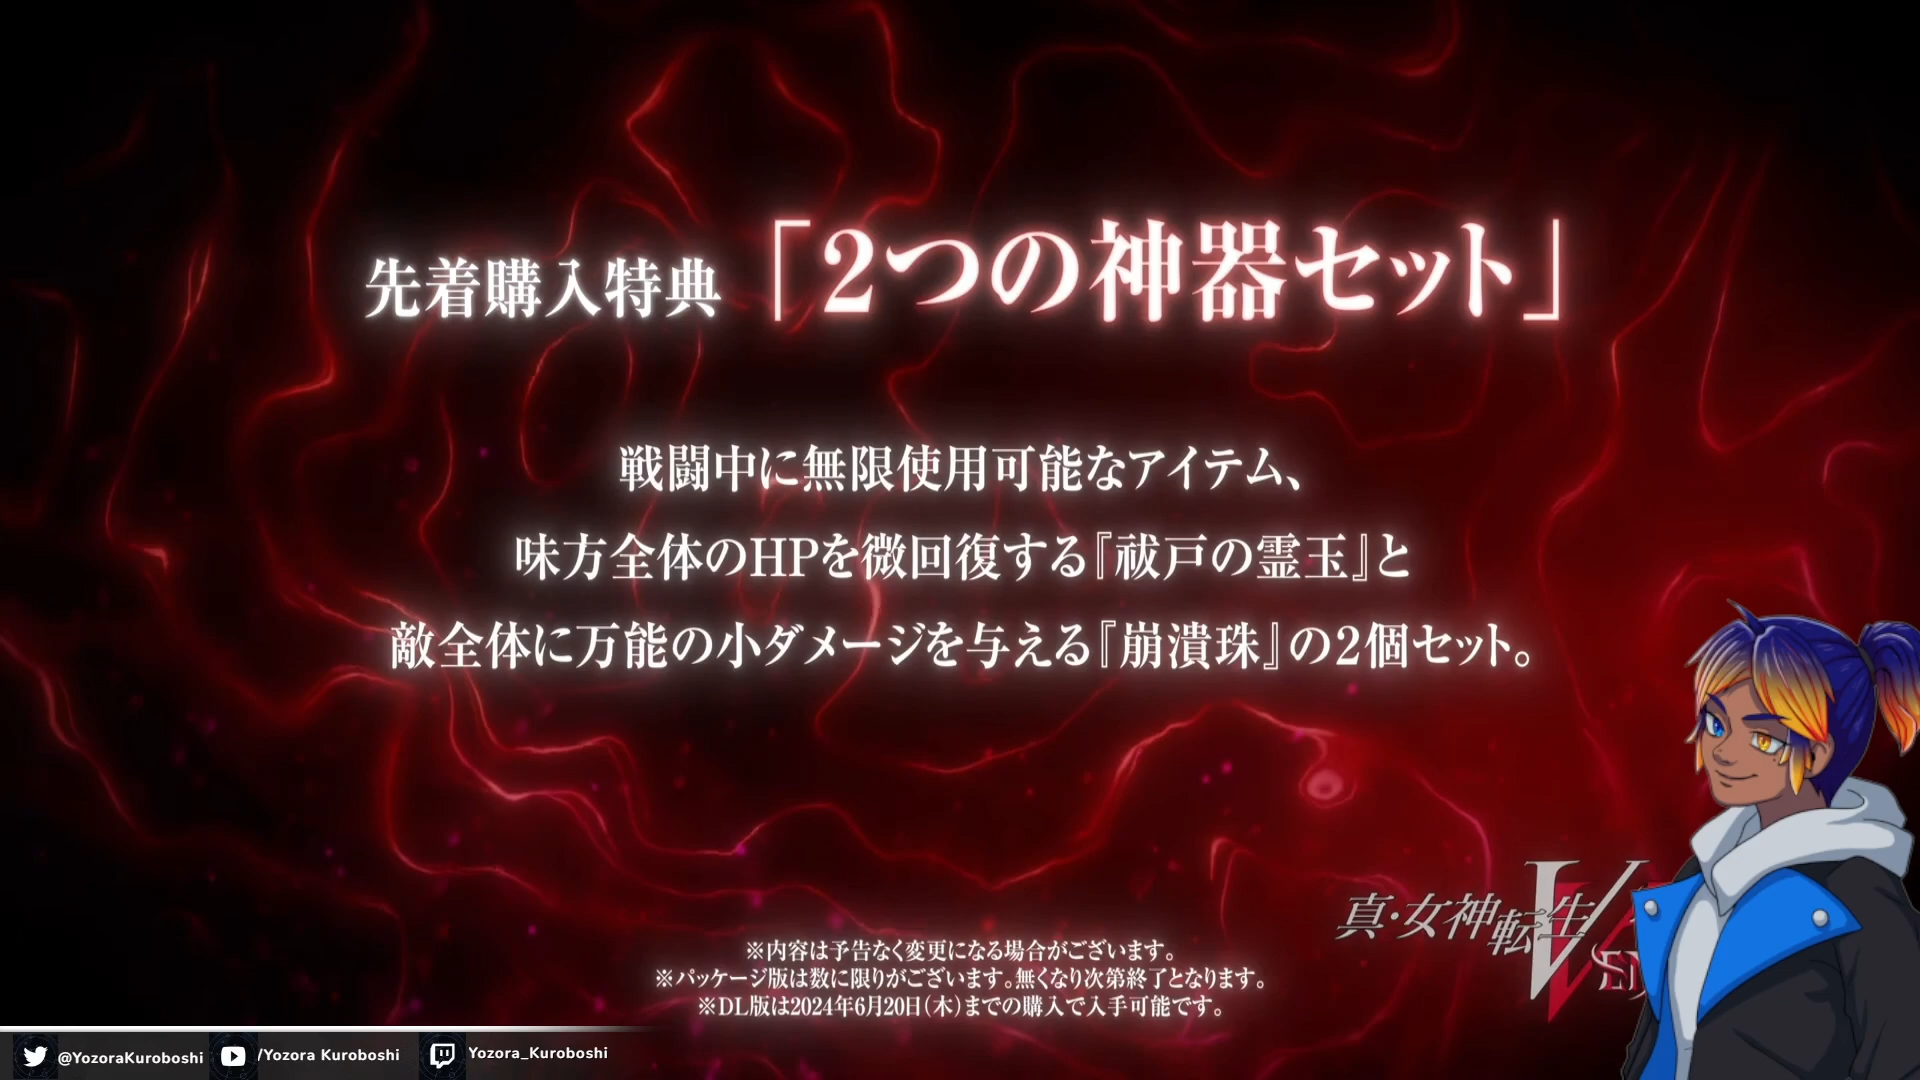 先着購入特典「2つの神器セット」
戦闘中に無限使用可能なアイテム、
味方全体のHPを微回復する『祓戸の霊玉』と
敵全体に万能の小ダメージを与える『崩潰珠』の2個セット。
真・女神転生V
※内容は予告なく変更になる場合がございます。
※パッケージ版は数に限りがございます。無くなり次第終了となります。
※DL版は2024年6月20日(木)までの購入で入手可能です。
@YozoraKuroboshi
/Yozora Kuroboshi
Yozora_Kuroboshi